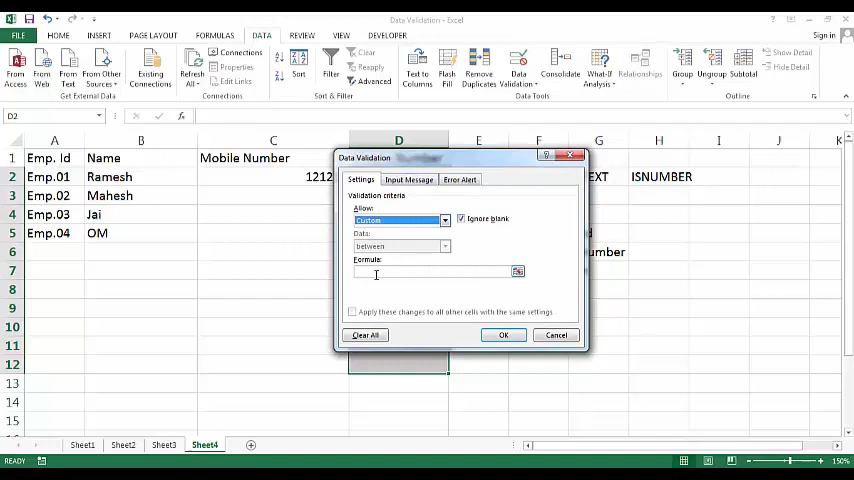 Data Validation - Excel
Sign in
FILE HOME INSERT PAGE LAYOUT FORMULAS DATA REVIEW VIEW DEVELOPER
From Access From Web From Text From Other Sources Existing Connections Refresh All Connections Properties Edit Links Sort Filter Clear Reapply Advanced Text to Columns Flash Fill Remove Duplicates Data Validation Consolidate What-If Analysis Relationships Group Ungroup Subtotal Show Detail Hide Detail
Get External Data Connections Sort & Filter Data Tools Outline
D2 fx
A B C D E F G H I J K
1 Emp. Id Name Mobile Number
2 Emp.01 Ramesh 1212 EXT ISNUMBER
3 Emp.02 Mahesh
4 Emp.03 Jai
5 Emp.04 OM
6 umber
7
8
9
10
11
12
13
14
15
Data Validation
Settings Input Message Error Alert
Validation criteria
Allow:
Custom Ignore blank
Data:
between
Formula:
Apply these changes to all other cells with the same settings
Clear All OK Cancel
Sheet1 Sheet2 Sheet3 Sheet4
READY 150%